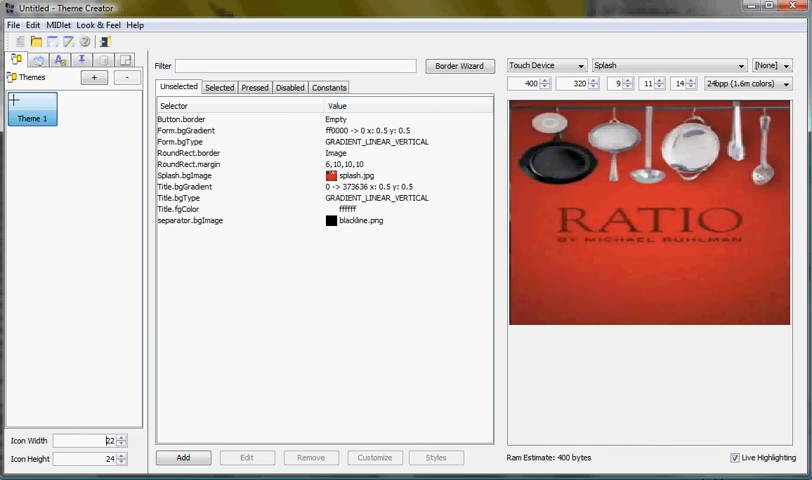 Untitled - Theme Creator
File Edit MIDlet Look & Feel Help
Themes + -
Theme 1
Icon Width 22
Icon Height 24
Filter Border Wizard
Unselected Selected Pressed Disabled Constants
Selector Value
Button.border Empty
Form.bgGradient ff0000 -> 0 x: 0.5 y: 0.5
Form.bgType GRADIENT_LINEAR_VERTICAL
RoundRect.border Image
RoundRect.margin 6,10,10,10
Splash.bgImage splash.jpg
Title.bgGradient 0 -> 373636 x: 0.5 y: 0.5
Title.bgType GRADIENT_LINEAR_VERTICAL
Title.fgColor ffffff
separator.bgImage blackline.png
Add Edit Remove Customize Styles
Touch Device Splash [None]
400 320 9 11 14 24bpp (1.6m colors)
RATIO
BY MICHAEL RUHLMAN
Ram Estimate: 400 bytes Live Highlighting